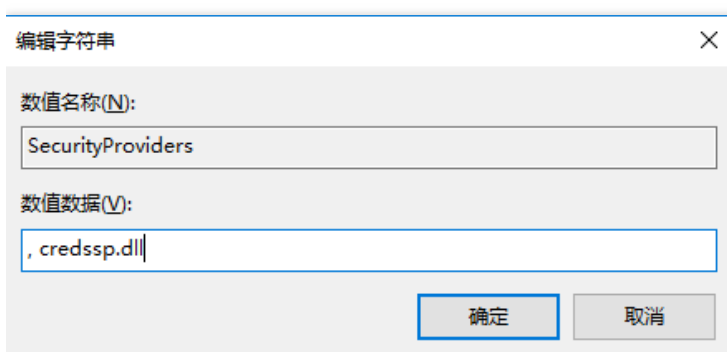 编辑字符串
数值名称(N):
SecurityProviders
数值数据(V):
, credssp.dll
确定
取消